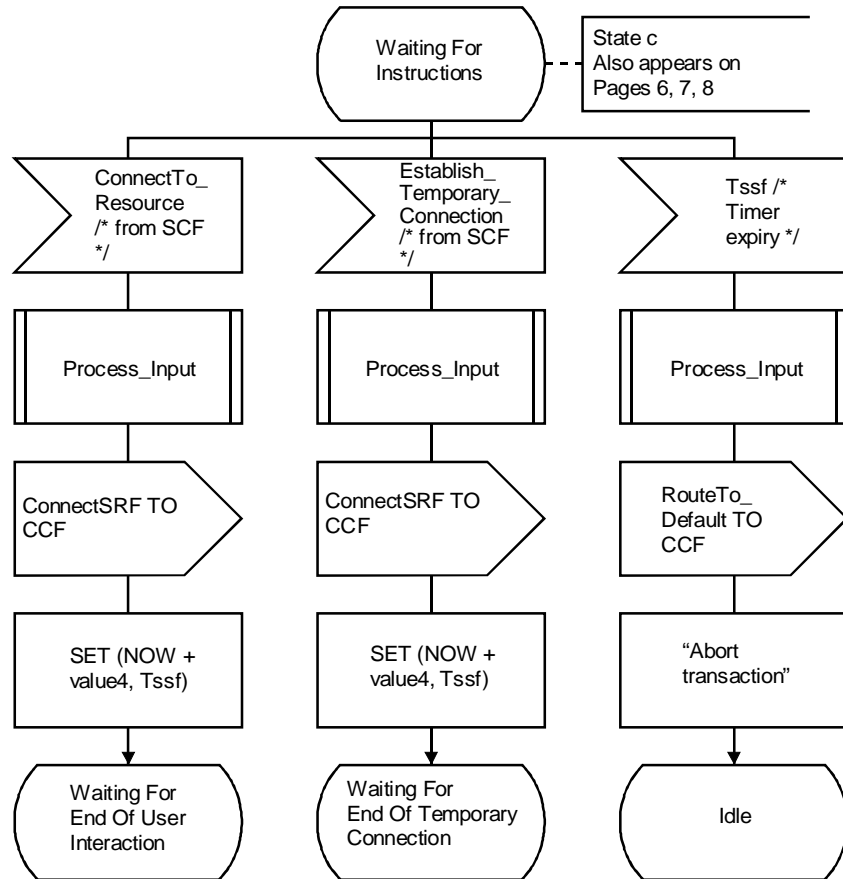 Waiting For
Instructions
State c
Also appears on
Pages 6, 7, 8
ConnectTo_
Resource
/* from SCF
*/
Establish_
Temporary_
Connection
/* from SCF
*/
Tssf /*
Timer
expiry */
Process_Input
Process_Input
Process_Input
ConnectSRF TO
CCF
ConnectSRF TO
CCF
RouteTo_
Default TO
CCF
SET (NOW +
value4, Tssf)
SET (NOW +
value4, Tssf)
“Abort
transaction”
Waiting For
End Of User
Interaction
Waiting For
End Of Temporary
Connection
Idle